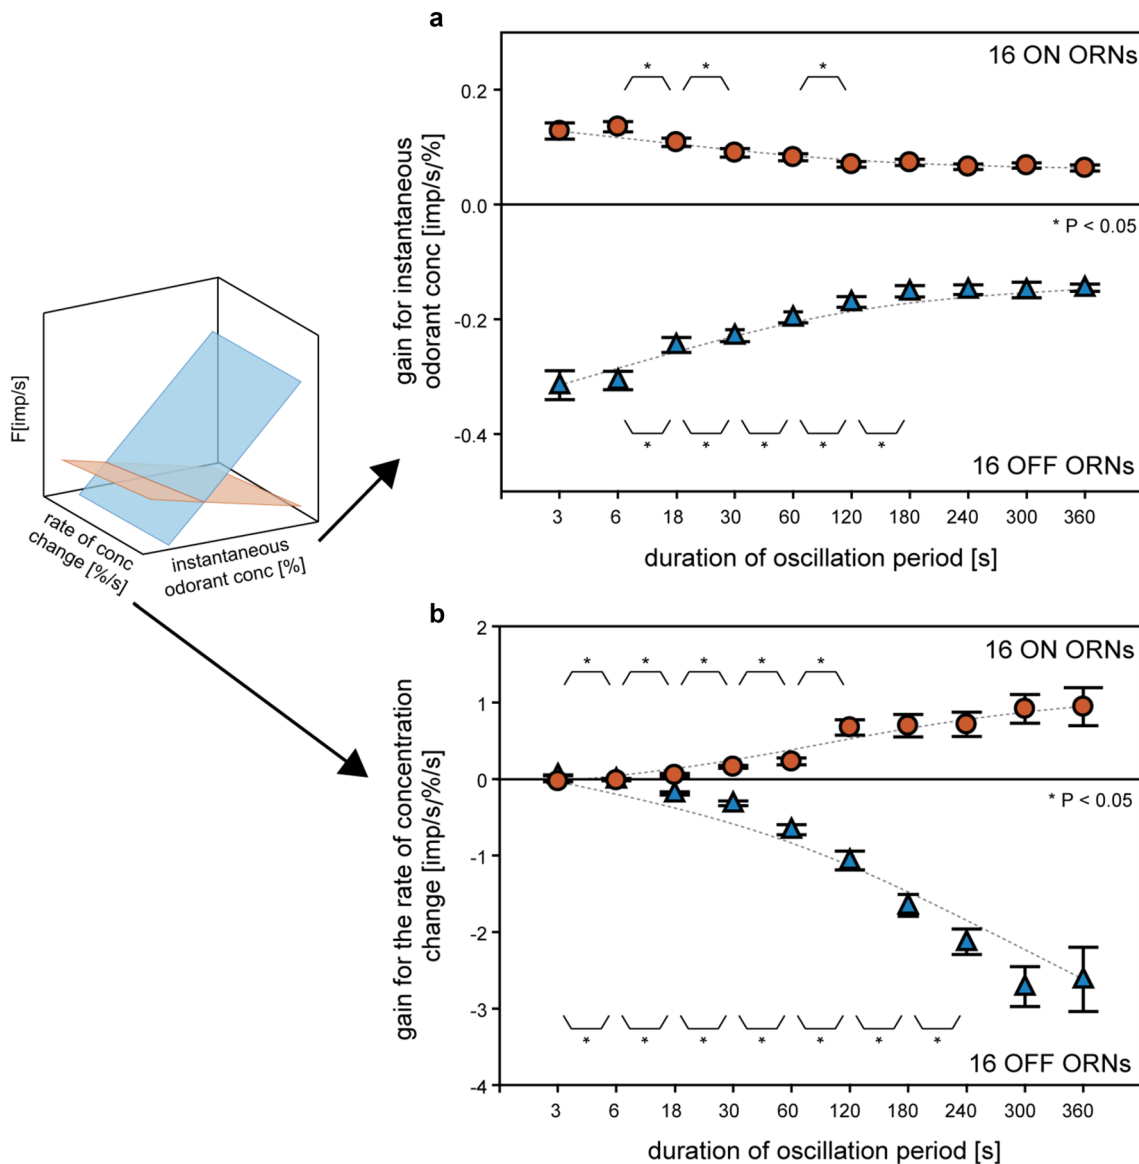 a
16 ON ORNs
* * *
0.2
0.0
-0.2
-0.4
gain for instantaneous
odorant conc [imp/s/%]
* P < 0.05
* * * * *
16 OFF ORNs
3 6 18 30 60 120 180 240 300 360
duration of oscillation period [s]
F[imp/s]
rate of conc
change [%/s]
instantaneous
odorant conc [%]
b
16 ON ORNs
* * * * *
2
1
0
-1
-2
-3
-4
gain for the rate of concentration
change [imp/s/%/s]
* P < 0.05
* * * * * * *
16 OFF ORNs
3 6 18 30 60 120 180 240 300 360
duration of oscillation period [s]